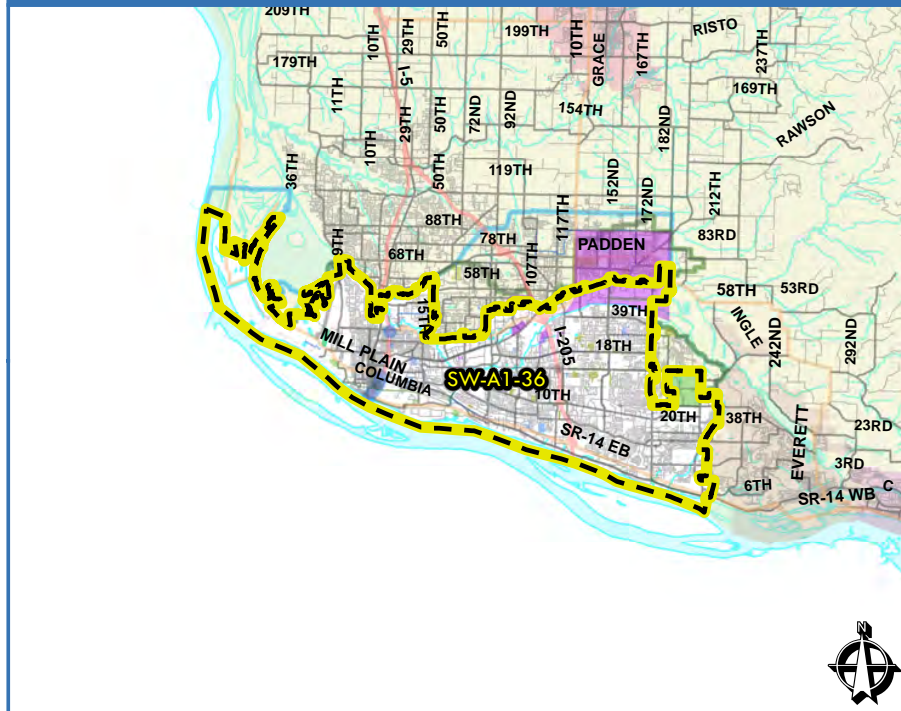 209TH
10TH
29TH
50TH
199TH
10TH
GRACE
167TH
RISTO
237TH
179TH
I-5
11TH
169TH
154TH
72ND
92ND
182ND
29TH
50TH
10TH
RAWSON
119TH
36TH
50TH
152ND
172ND
212TH
117TH
88TH
83RD
9TH
78TH
PADDEN
68TH
58TH
107TH
58TH
53RD
39TH
15TH
INGLE
242ND
292ND
I-205
18TH
MILL PLAIN
COLUMBIA
SW-A1-36
10TH
20TH
38TH
23RD
SR-14 EB
EVERETT
3RD
6TH
SR-14 WB
C
N